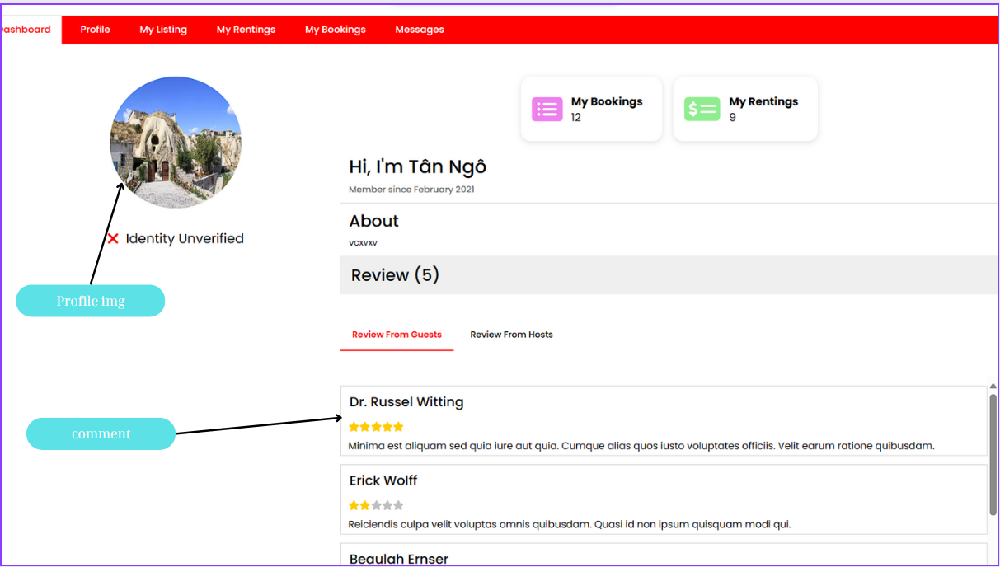 Dashboard Profile My Listing My Rentings My Bookings Messages
My Bookings
12
My Rentings
9
Hi, I'm Tân Ngô
Member since February 2021
Identity Unverified
About
vcxvxv
Review (5)
Profile img
Review From Guests Review From Hosts
Dr. Russel Witting
comment
Minima est aliquam sed quia iure aut quia. Cumque alias quos iusto voluptates officiis. Velit earum ratione quibusdam.
Erick Wolff
Reiciendis culpa velit voluptas omnis quibusdam. Quasi id non ipsum quisquam modi qui.
Beaulah Ernser